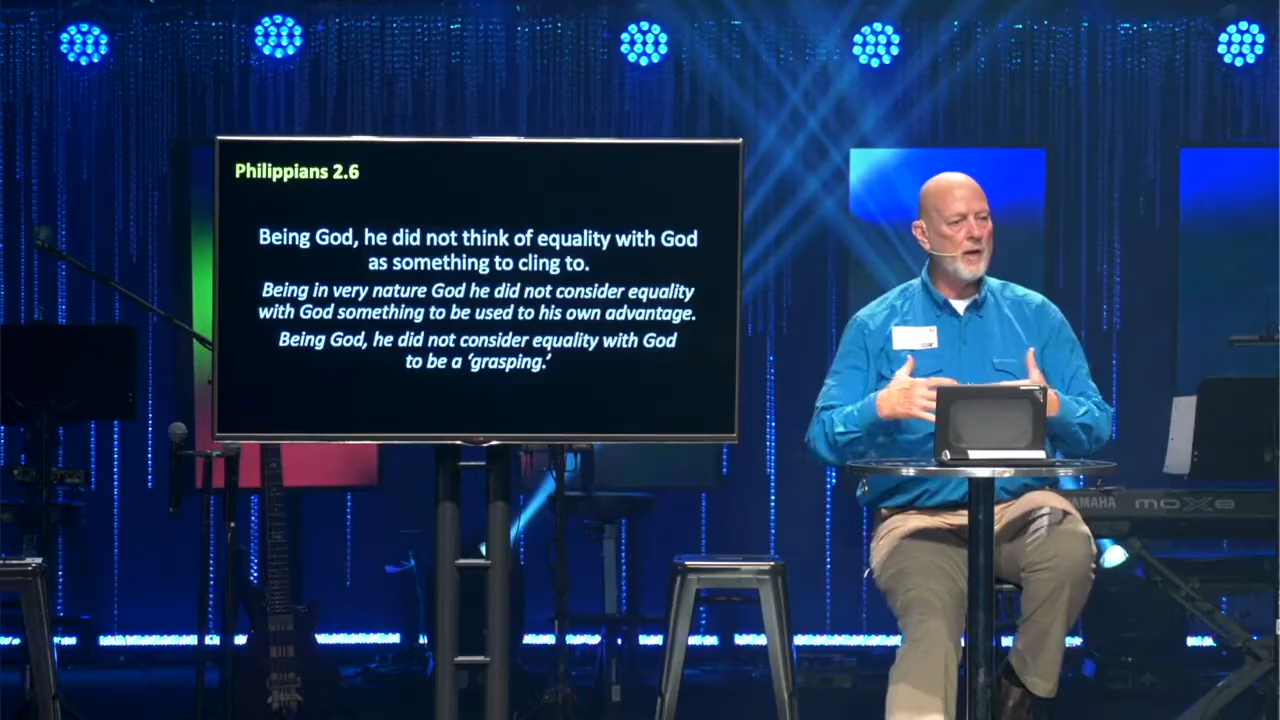 Philippians 2.6
Being God, he did not think of equality with God
as something to cling to.
Being in very nature God he did not consider equality
with God something to be used to his own advantage.
Being God, he did not consider equality with God
to be a ‘grasping.’
YAMAHA MOX6